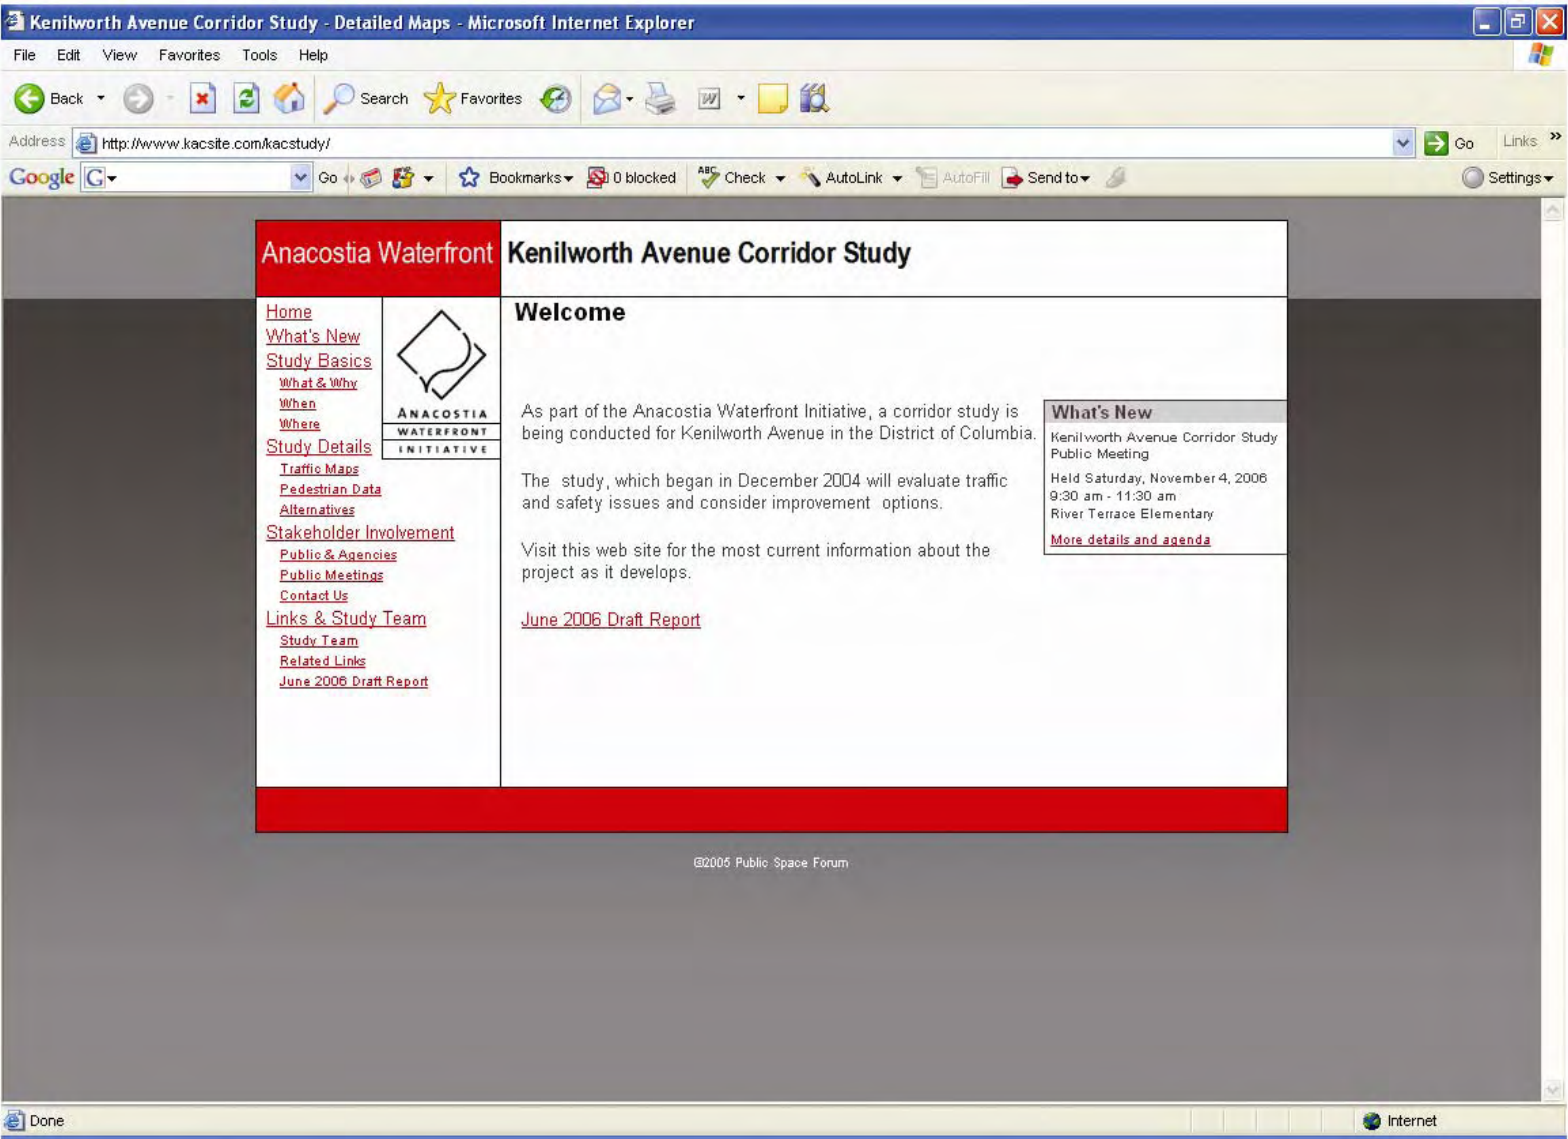 Kenilworth Avenue Corridor Study - Detailed Maps - Microsoft Internet Explorer
File Edit View Favorites Tools Help
Back Search Favorites
Address http://www.kacsite.com/kacstudy/ Go Links »
Google G Go Bookmarks 0 blocked ABC Check AutoLink AutoFill Send to Settings
Anacostia Waterfront Kenilworth Avenue Corridor Study
Home
What's New
Study Basics
What & Why
When
Where
Study Details
Traffic Maps
Pedestrian Data
Alternatives
Stakeholder Involvement
Public & Agencies
Public Meetings
Contact Us
Links & Study Team
Study Team
Related Links
June 2006 Draft Report
ANACOSTIA
WATERFRONT
INITIATIVE
Welcome
As part of the Anacostia Waterfront Initiative, a corridor study is
being conducted for Kenilworth Avenue in the District of Columbia.
The study, which began in December 2004 will evaluate traffic
and safety issues and consider improvement options.
Visit this web site for the most current information about the
project as it develops.
June 2006 Draft Report
What's New
Kenilworth Avenue Corridor Study
Public Meeting
Held Saturday, November 4, 2006
9:30 am - 11:30 am
River Terrace Elementary
More details and agenda
©2005 Public Space Forum
Done Internet